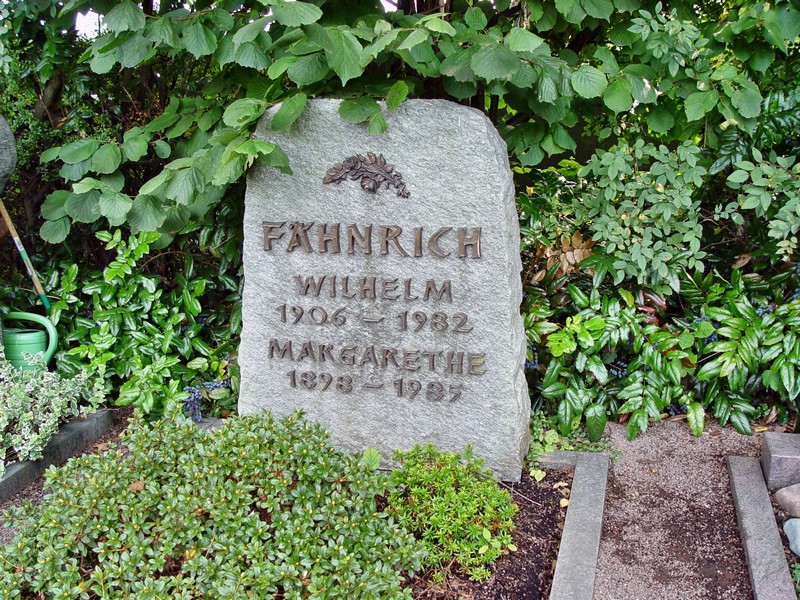 FÄHNRICH
WILHELM
1906 – 1982
MARGARETHE
1898 – 1985